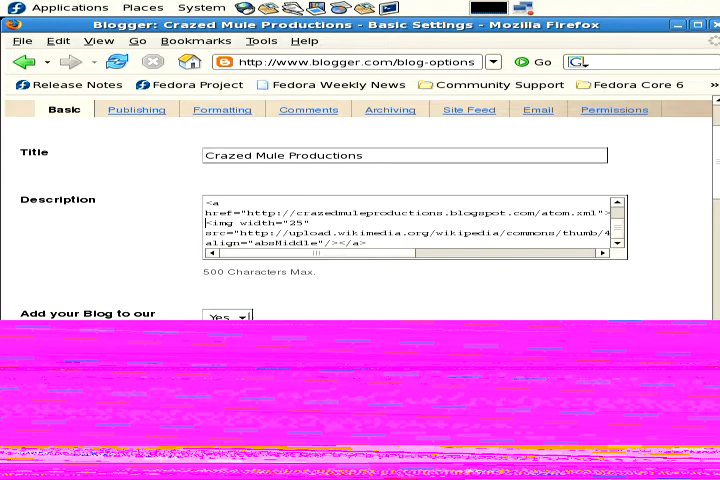 Applications Places System
Blogger: Crazed Mule Productions - Basic Settings - Mozilla Firefox
File Edit View Go Bookmarks Tools Help
http://www.blogger.com/blog-options Go G
Release Notes Fedora Project Fedora Weekly News Community Support Fedora Core 6 »
Basic Publishing Formatting Comments Archiving Site Feed Email Permissions
Title Crazed Mule Productions
Description
<a
href="http://crazedmuleproductions.blogspot.com/atom.xml">
<img width="25"
src="http://upload.wikimedia.org/wikipedia/commons/thumb/4
align="absMiddle"/></a>
500 Characters Max.
Add your Blog to our Yes